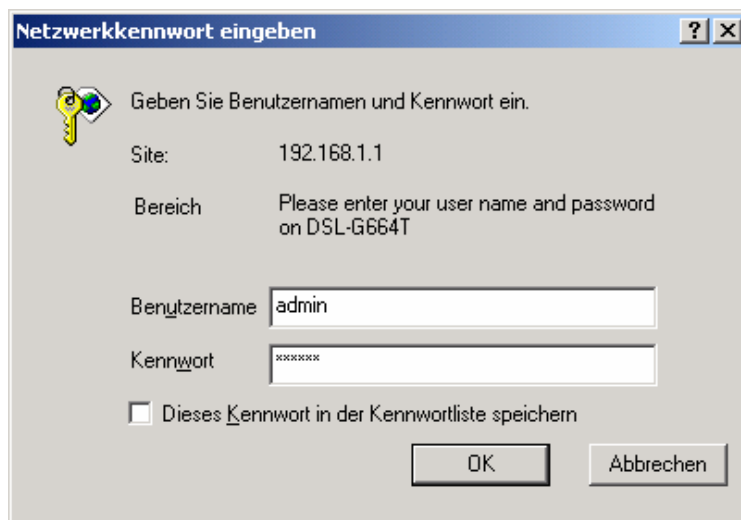 Netzwerkkennwort eingeben
Geben Sie Benutzernamen und Kennwort ein.
Site: 192.168.1.1
Bereich Please enter your user name and password
on DSL-G664T
Benutzername admin
Kennwort ******
Dieses Kennwort in der Kennwortliste speichern
OK Abbrechen